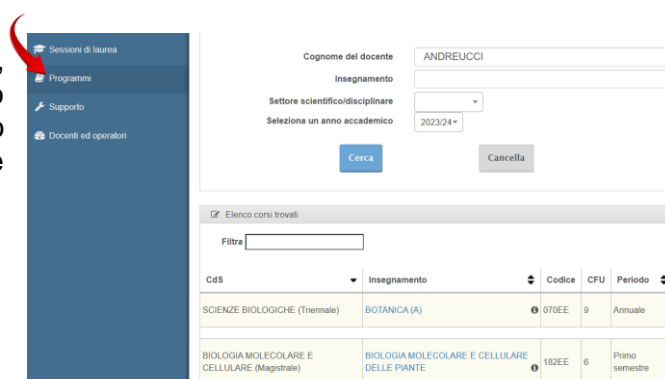 Sessioni di laurea
Programmi
Supporto
Docenti ed operatori
Cognome del docente ANDREUCCI
Insegnamento
Settore scientifico/disciplinare
Seleziona un anno accademico 2023/24
Cerca Cancella
Elenco corsi trovati
Filtra
CdS Insegnamento Codice CFU Periodo
SCIENZE BIOLOGICHE (Triennale) BOTANICA (A) 070EE 9 Annuale
BIOLOGIA MOLECOLARE E CELLULARE (Magistrale) BIOLOGIA MOLECOLARE E CELLULARE DELLE PIANTE 182EE 6 Primo semestre